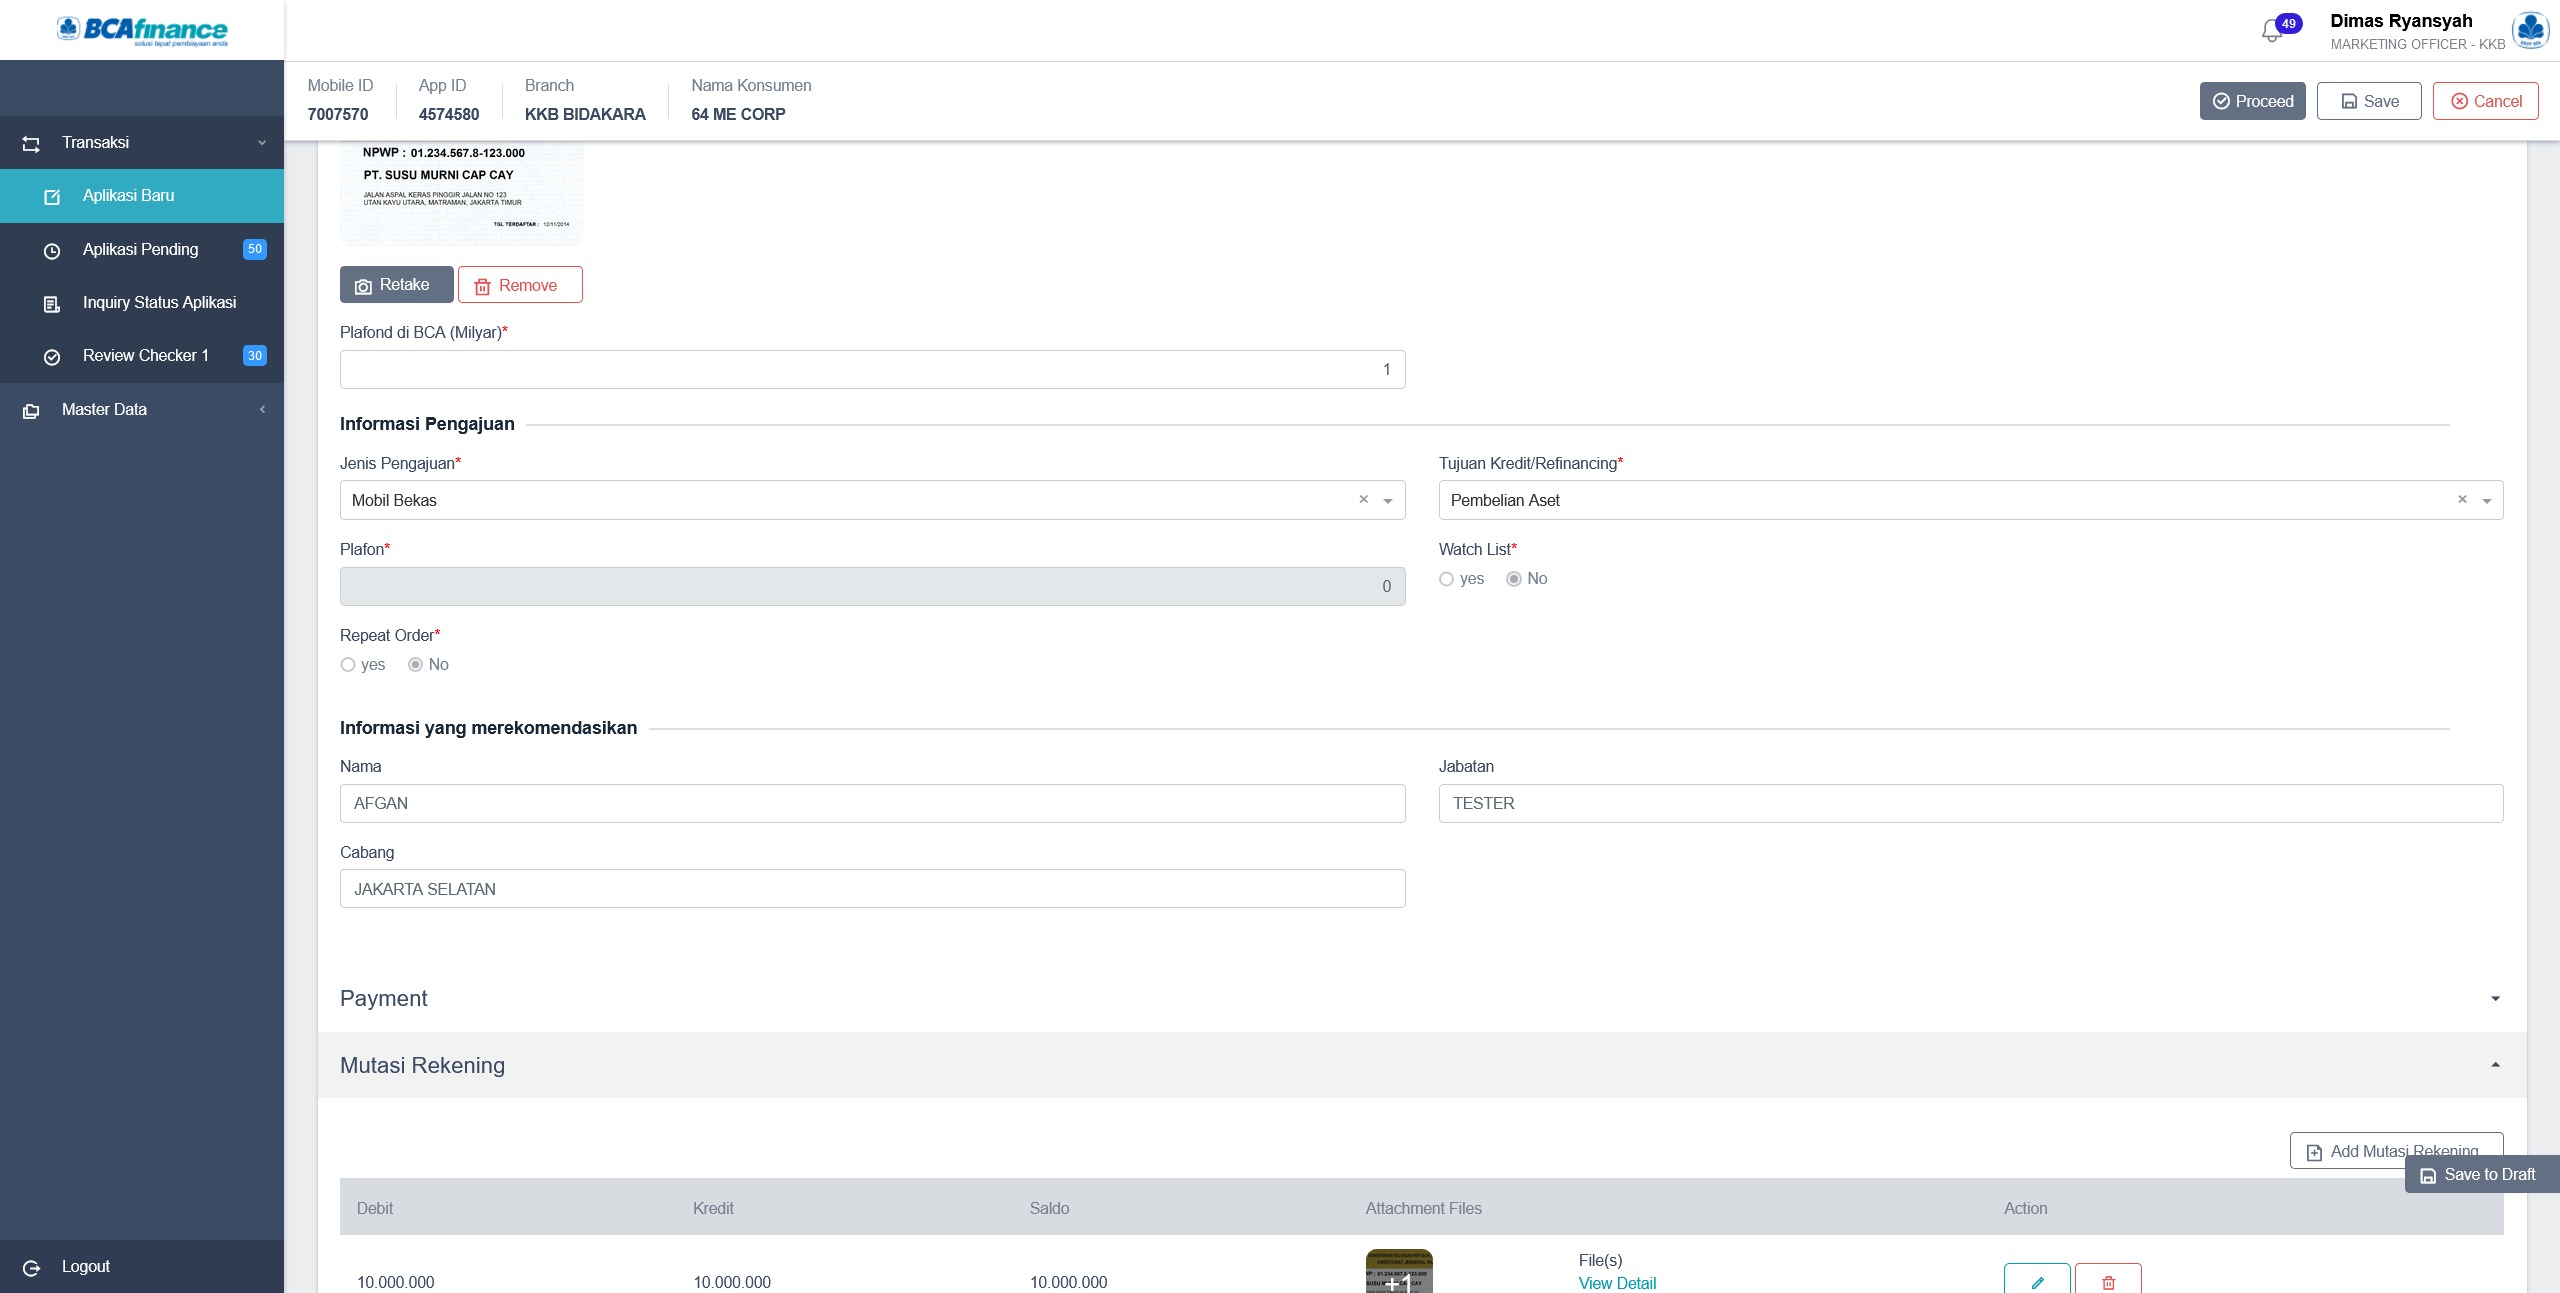 BCAfinance
solusi tepat pembiayaan anda
49
Dimas Ryansyah
MARKETING OFFICER - KKB
Mobile ID
7007570
App ID
4574580
Branch
KKB BIDAKARA
Nama Konsumen
64 ME CORP
Proceed
Save
Cancel
Transaksi
Aplikasi Baru
Aplikasi Pending
50
Inquiry Status Aplikasi
Review Checker 1
30
Master Data
Logout
NPWP : 01.234.567.8-123.000
PT. SUSU MURNI CAP CAY
JALAN ASPAL KERAS PINGGIR JALAN NO 123
UTAN KAYU UTARA, MATRAMAN, JAKARTA TIMUR
TGL TERDAFTAR : 12/11/2014
Retake
Remove
Plafond di BCA (Milyar)*
1
Informasi Pengajuan
Jenis Pengajuan*
Mobil Bekas
Tujuan Kredit/Refinancing*
Pembelian Aset
Plafon*
0
Watch List*
yes No
Repeat Order*
yes No
Informasi yang merekomendasikan
Nama
AFGAN
Jabatan
TESTER
Cabang
JAKARTA SELATAN
Payment
Mutasi Rekening
Add Mutasi Rekening
Save to Draft
Debit Kredit Saldo Attachment Files Action
10.000.000 10.000.000 10.000.000
+1
File(s)
View Detail